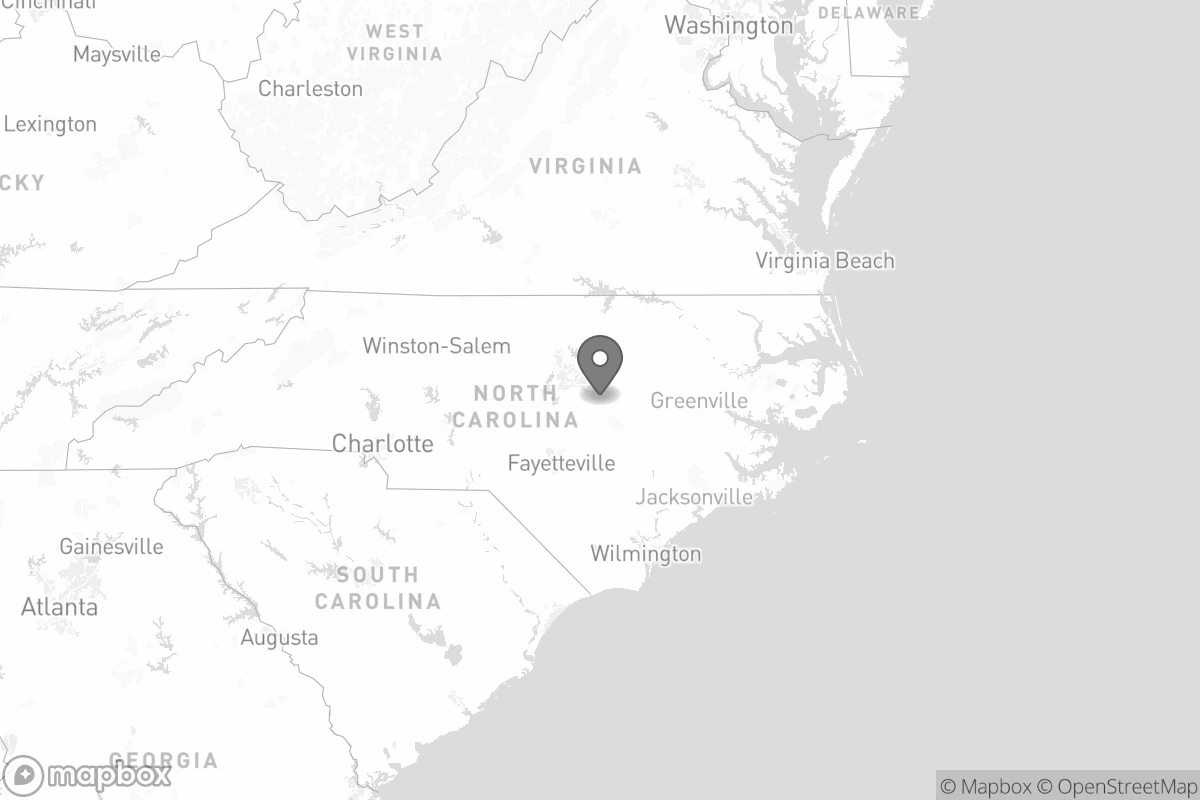 Cincinnati
DELAWARE
Washington
WEST
VIRGINIA
Maysville
Charleston
Lexington
VIRGINIA
CKY
Virginia Beach
Winston-Salem
NORTH
CAROLINA
Greenville
Charlotte
Fayetteville
Jacksonville
Gainesville
Wilmington
SOUTH
CAROLINA
Atlanta
Augusta
GEORGIA
mapbox
© Mapbox © OpenStreetMap